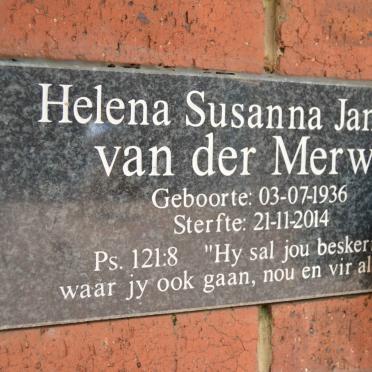 Helena Susanna Jan
van der Merw
Geboorte: 03-07-1936
Sterfte: 21-11-2014
Ps. 121:8 "Hy sal jou besker
waar jy ook gaan, nou en vir al